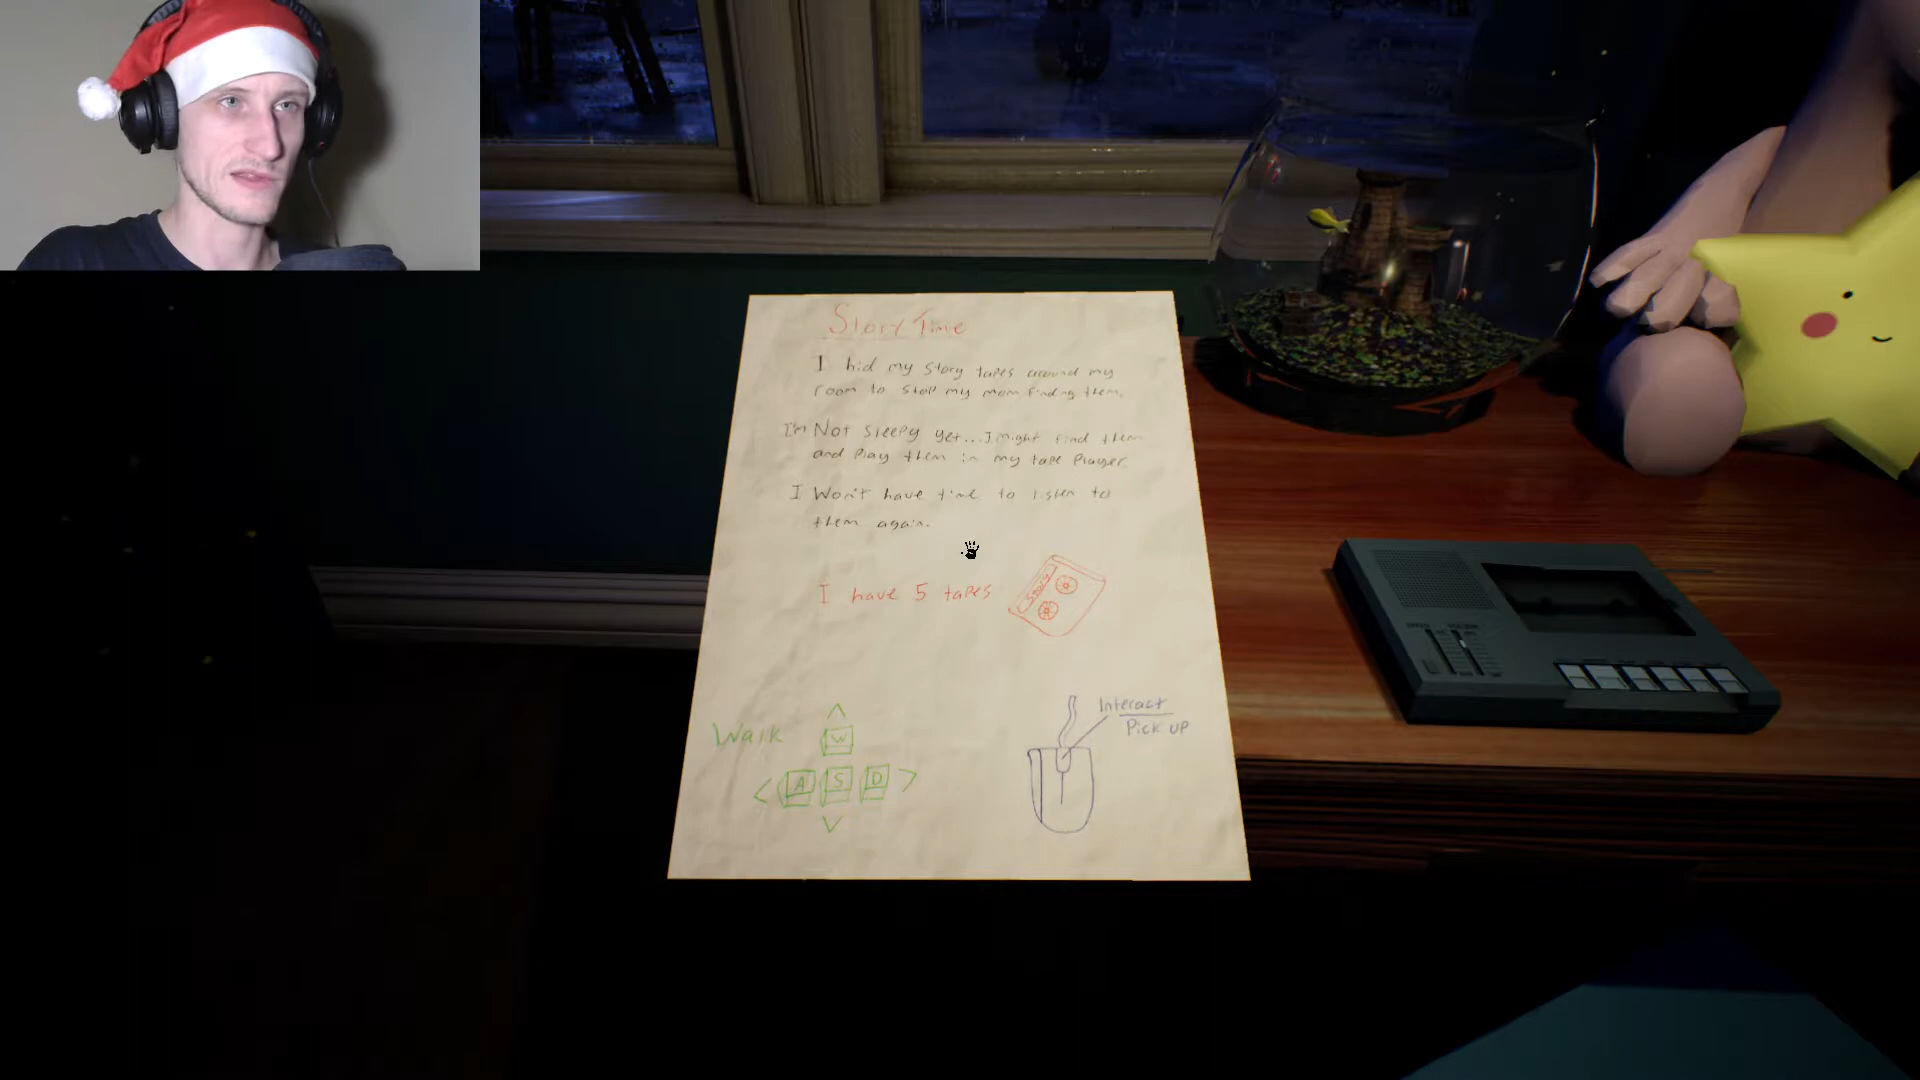 Story Time
I hid my story tapes around my
room to stop my mom finding them.
I'm Not sleepy yet...I might find them
and play them in my tape player.
I Won't have time to listen to
them again.
I have 5 tapes
Story
Interact
Pick up
Walk
W
A S D